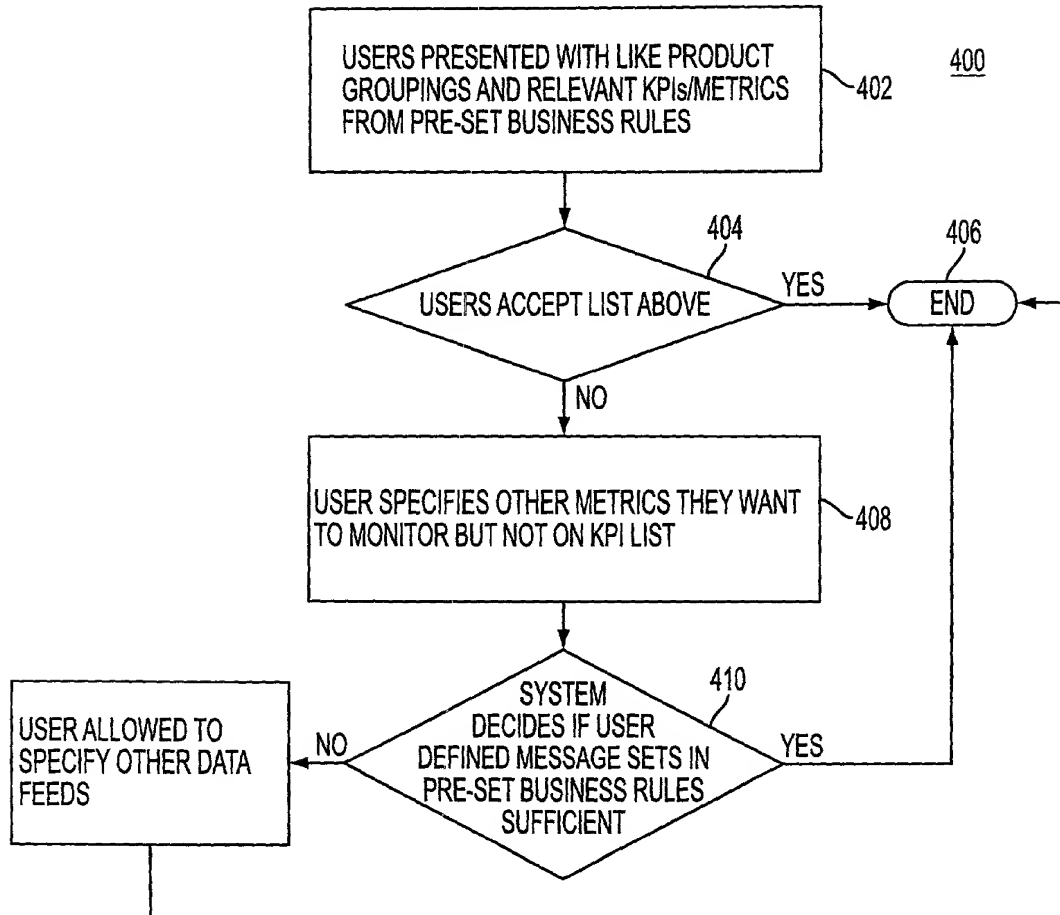 USERS PRESENTED WITH LIKE PRODUCT
GROUPINGS AND RELEVANT KPIs/METRICS
FROM PRE-SET BUSINESS RULES
402
400
404
USERS ACCEPT LIST ABOVE
YES
406
END
NO
USER SPECIFIES OTHER METRICS THEY WANT
TO MONITOR BUT NOT ON KPI LIST
408
410
SYSTEM
DECIDES IF USER
DEFINED MESSAGE SETS IN
PRE-SET BUSINESS RULES
SUFFICIENT
YES
NO
USER ALLOWED TO
SPECIFY OTHER DATA
FEEDS